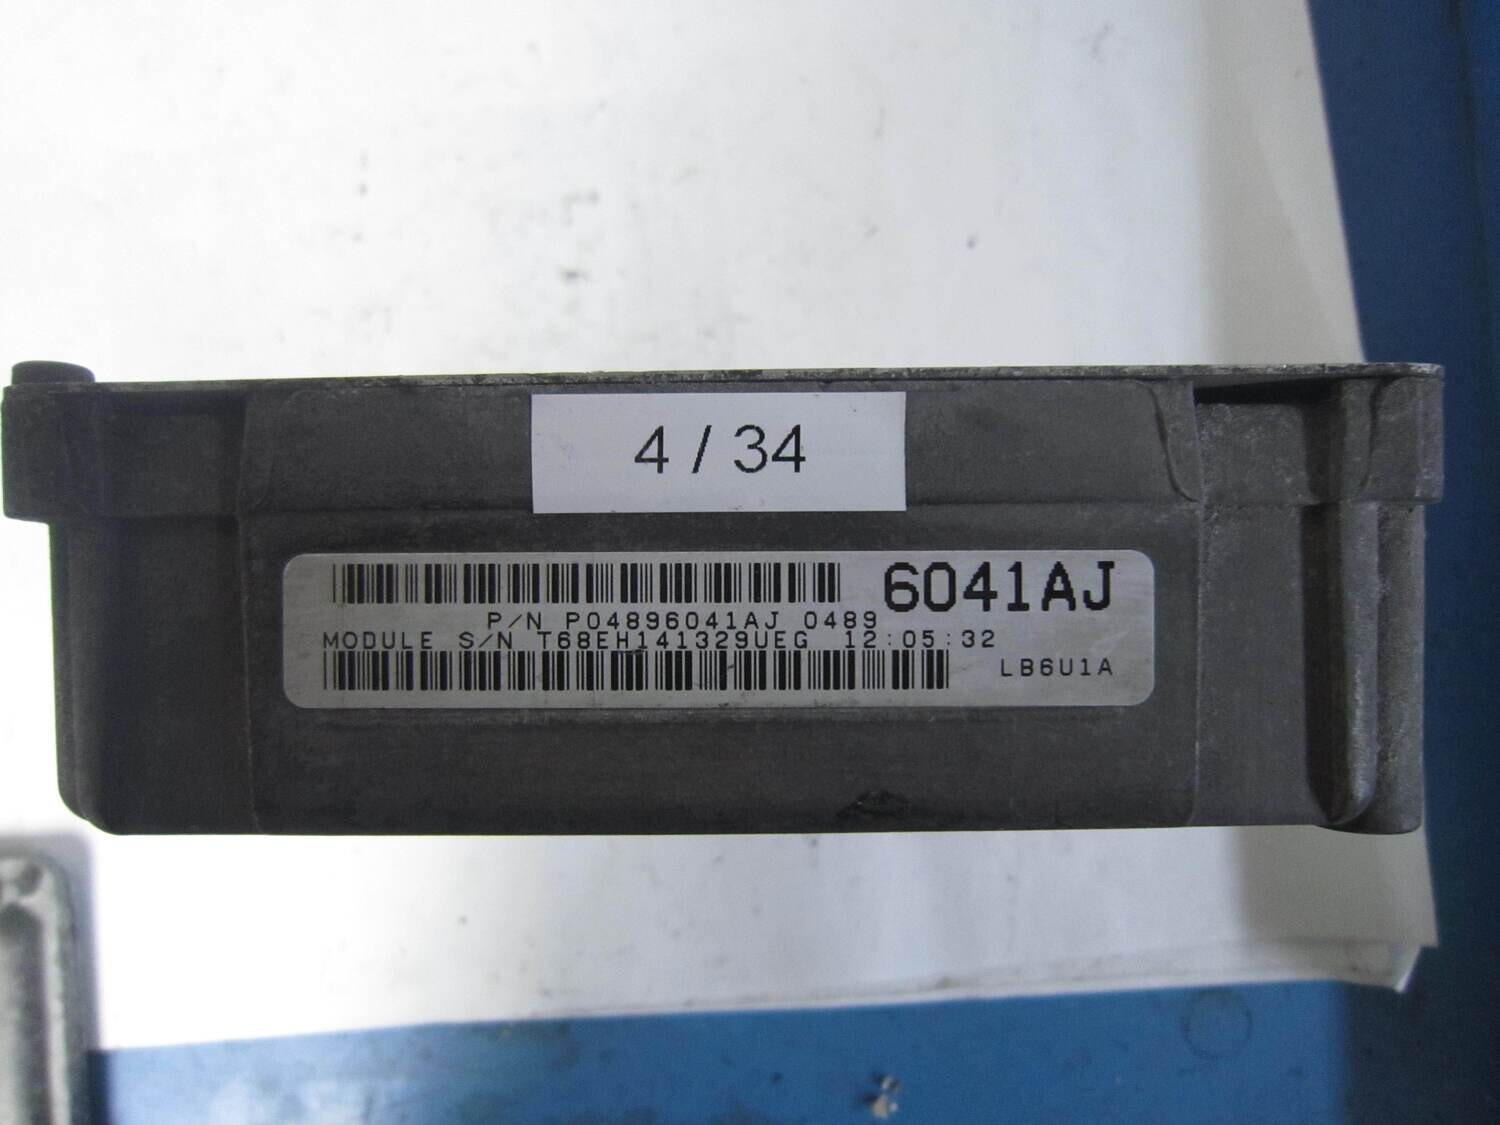 4 / 34
6041AJ
P/N P04896041AJ 0489
MODULE S/N T68EH141329UEG 12:05:32
LB6U1A